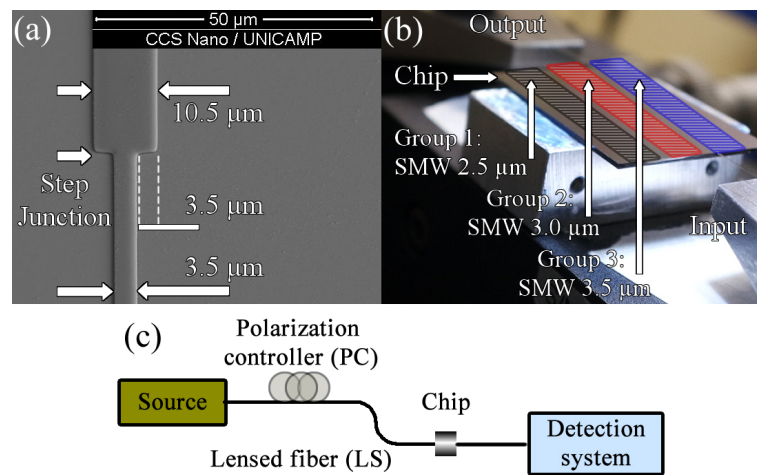 (a)
50 µm
CCS Nano / UNICAMP
10.5 µm
Step
Junction
3.5 µm
3.5 µm
(b)
Output
Chip
Group 1:
SMW 2.5 µm
Group 2:
SMW 3.0 µm
Input
Group 3:
SMW 3.5 µm
(c)
Polarization
controller (PC)
Source
Chip
Lensed fiber (LS)
Detection
system